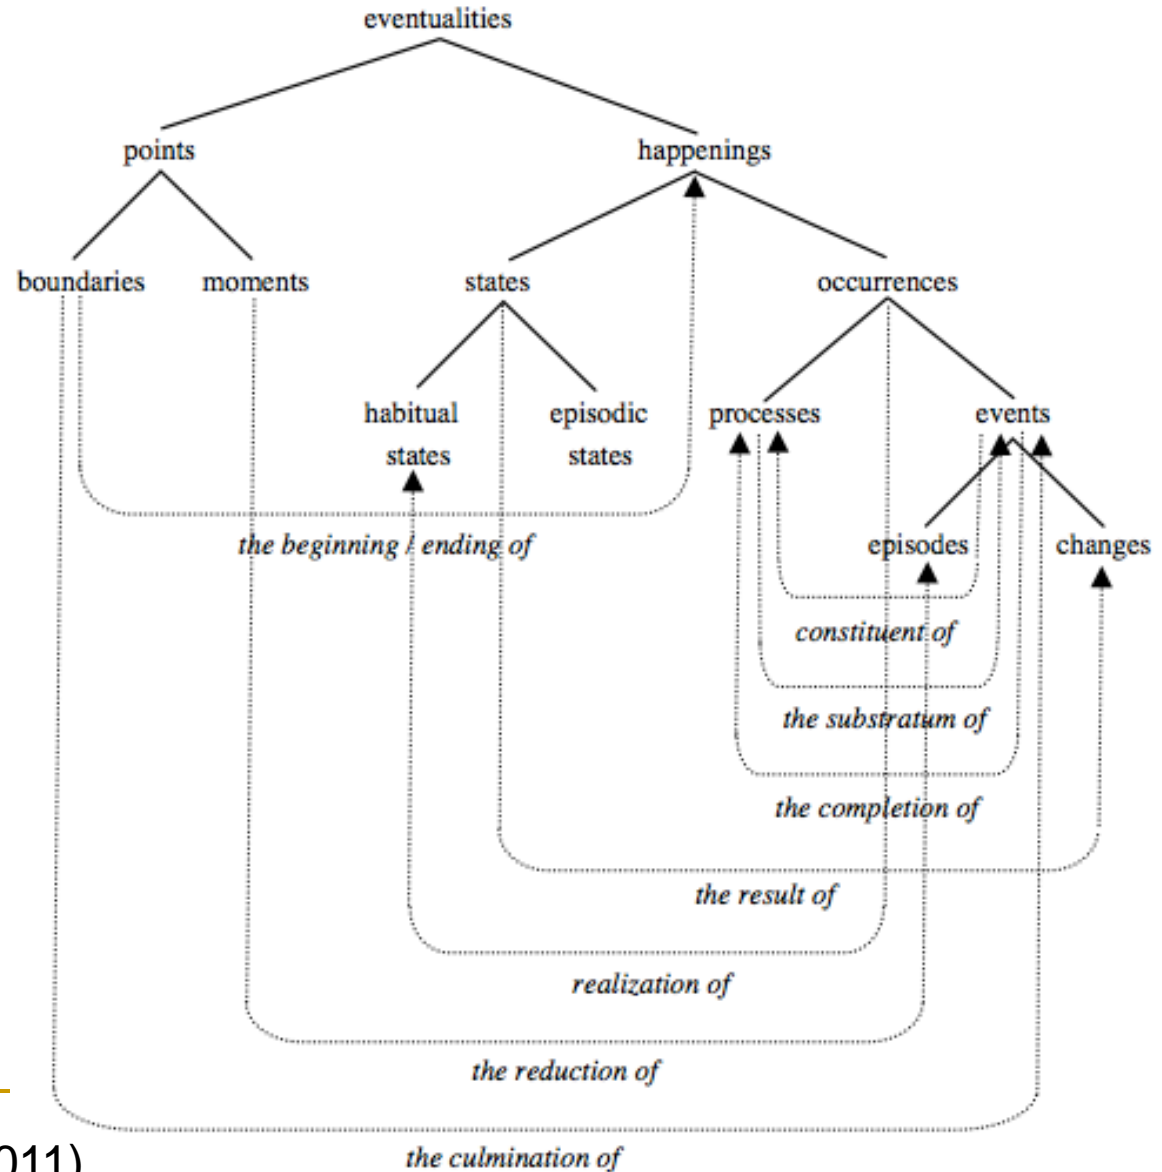 eventualities
points
happenings
boundaries
moments
states
occurrences
habitual
states
episodic
states
processes
events
the beginning / ending of
episodes
changes
constituent of
the substratum of
the completion of
the result of
realization of
the reduction of
the culmination of
011)